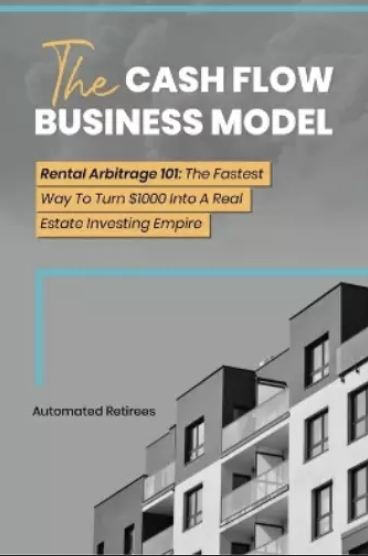 The CASH FLOW
BUSINESS MODEL
Rental Arbitrage 101: The Fastest
Way To Turn $1000 Into A Real
Estate Investing Empire
Automated Retirees